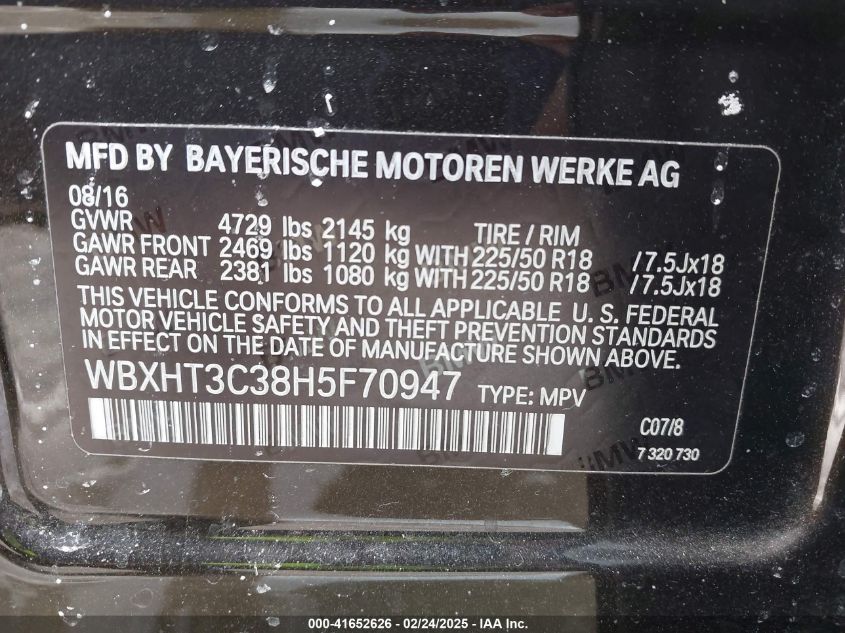 MFD BY BAYERISCHE MOTOREN WERKE AG
08/16
GVWR 4729 lbs 2145 kg TIRE / RIM
GAWR FRONT 2469 lbs 1120 kg WITH 225/50 R18 /7.5Jx18
GAWR REAR 2381 lbs 1080 kg WITH 225/50 R18 /7.5Jx18
THIS VEHICLE CONFORMS TO ALL APPLICABLE U. S. FEDERAL
MOTOR VEHICLE SAFETY AND THEFT PREVENTION STANDARDS
IN EFFECT ON THE DATE OF MANUFACTURE SHOWN ABOVE.
WBXHT3C38H5F70947 TYPE: MPV
C07/8
7 320 730
000-41652626 / 02/24/2025 - IAA Inc.